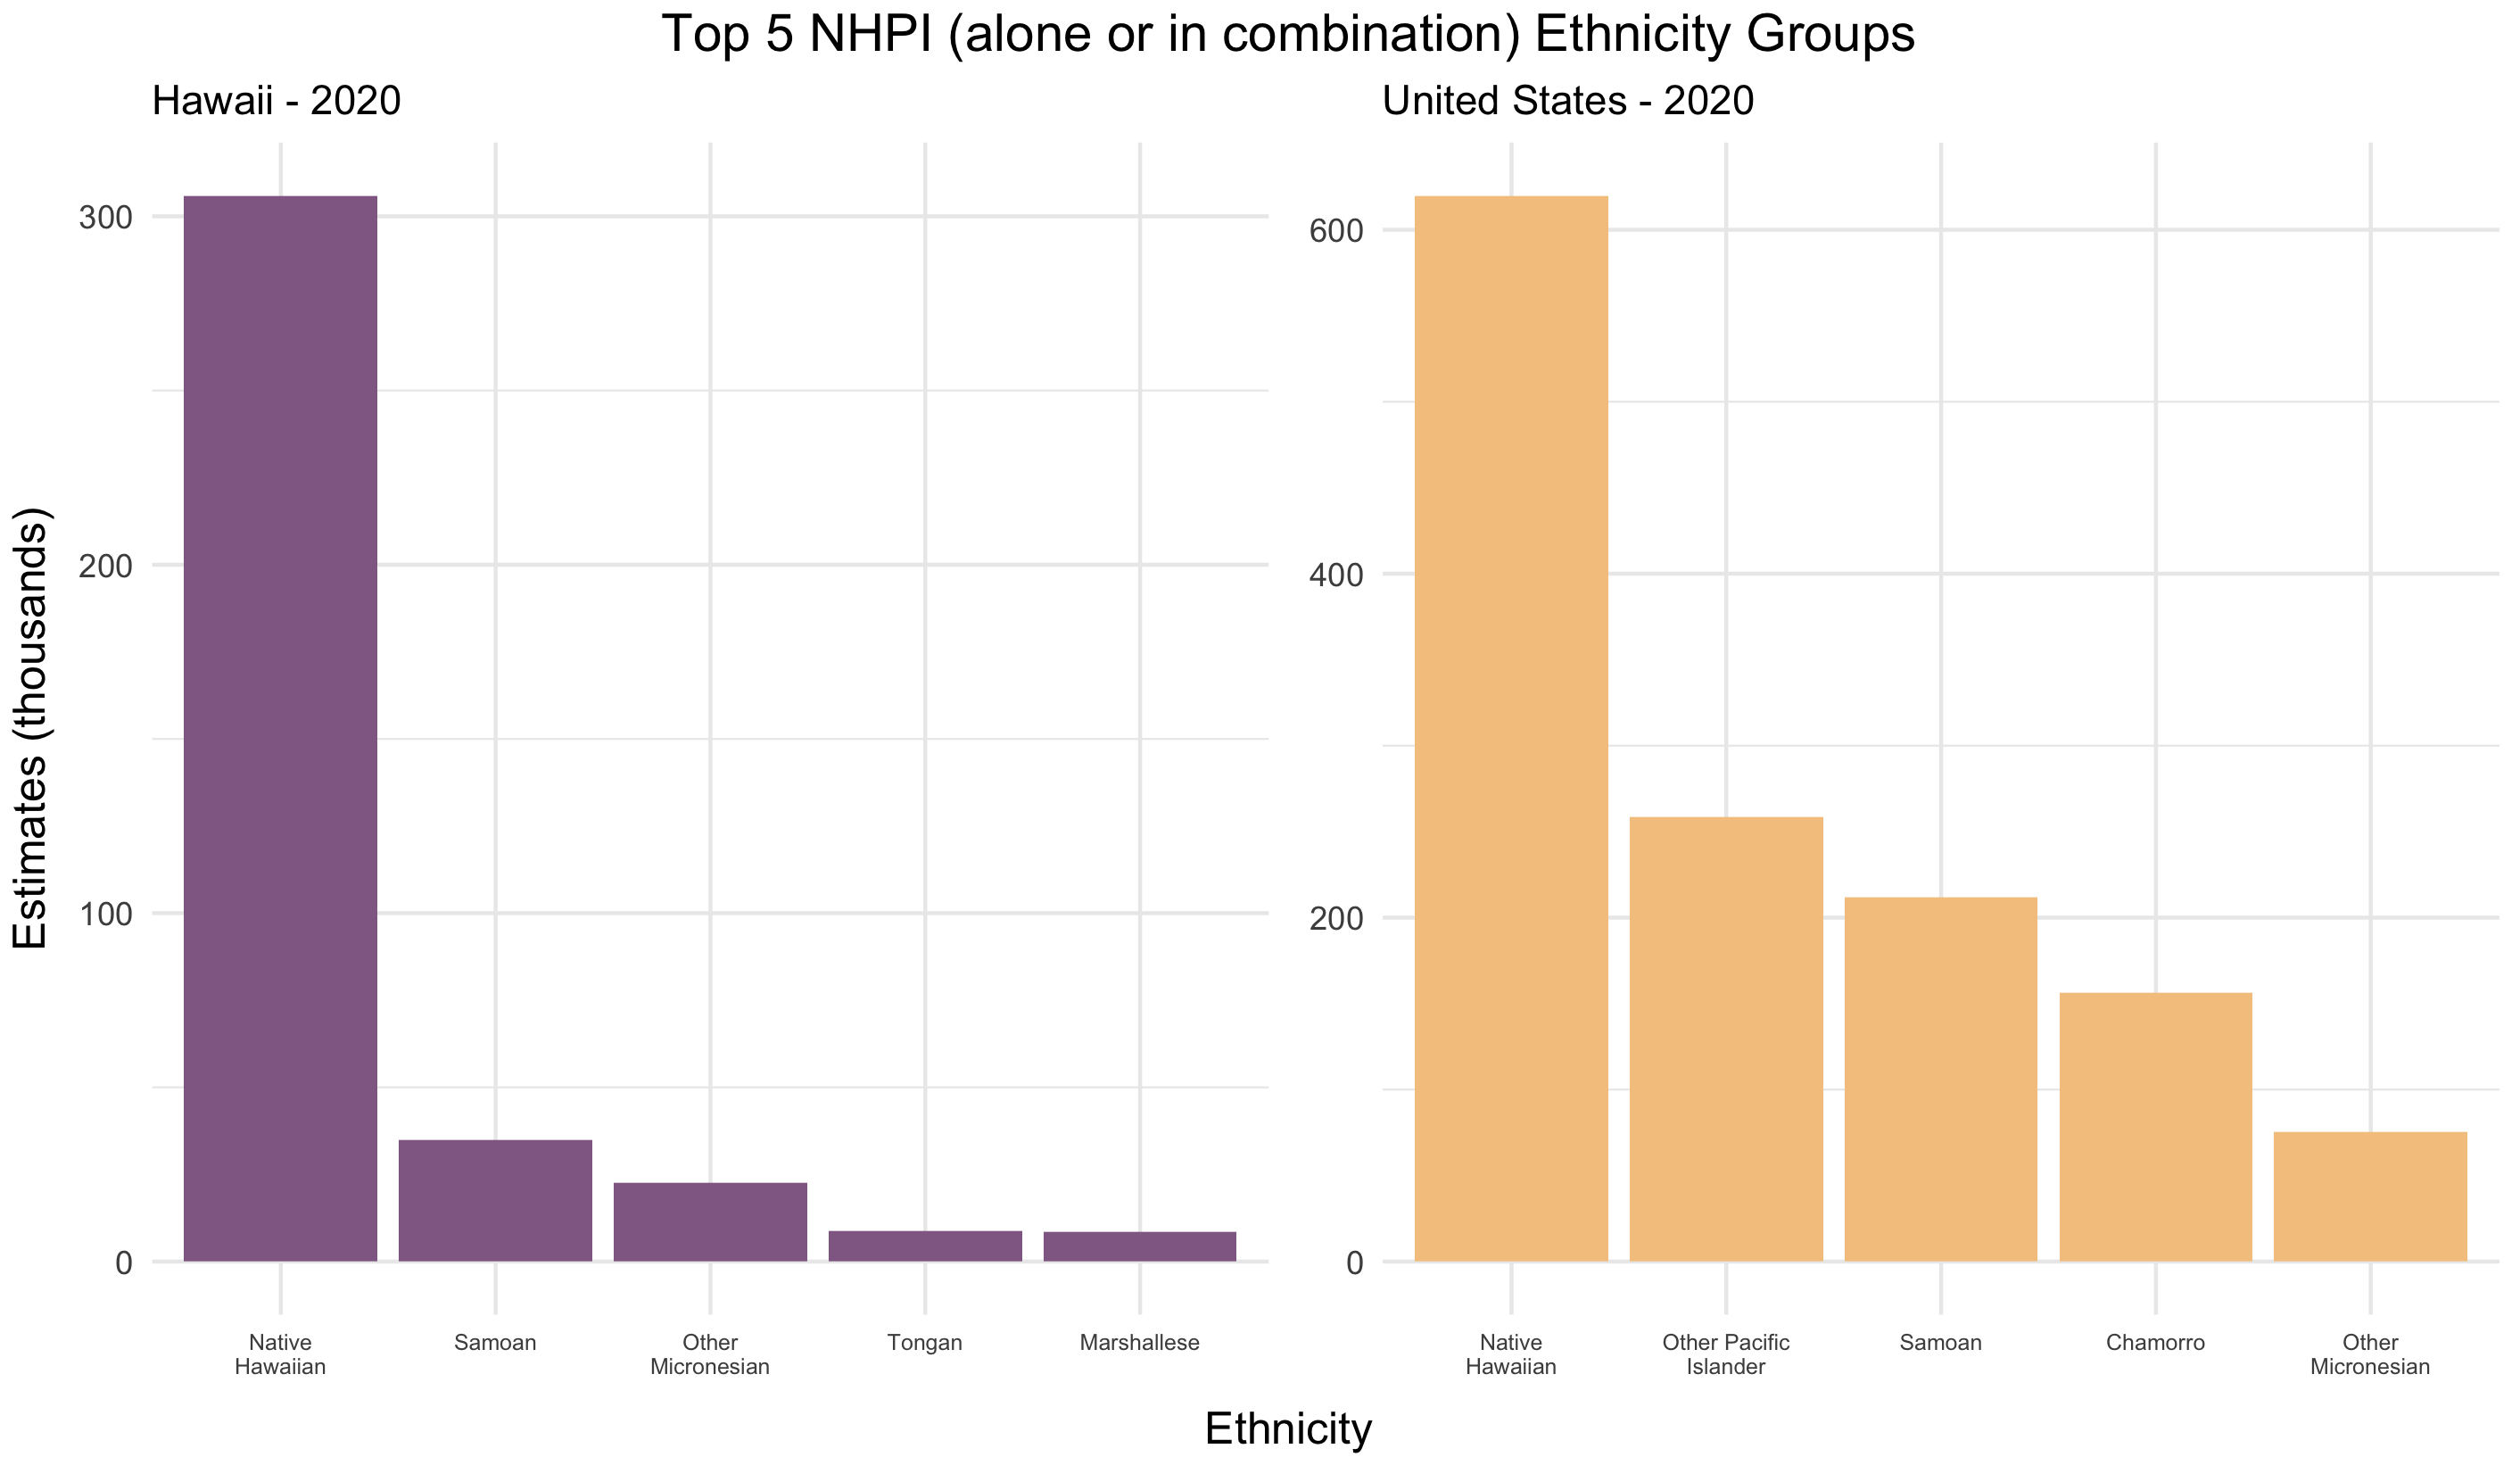 Top 5 NHPI (alone or in combination) Ethnicity Groups
Hawaii - 2020
Estimates (thousands)
300
200
100
0
Native
Hawaiian
Samoan
Other
Micronesian
Tongan
Marshallese
United States - 2020
600
400
200
0
Native
Hawaiian
Other Pacific
Islander
Samoan
Chamorro
Other
Micronesian
Ethnicity